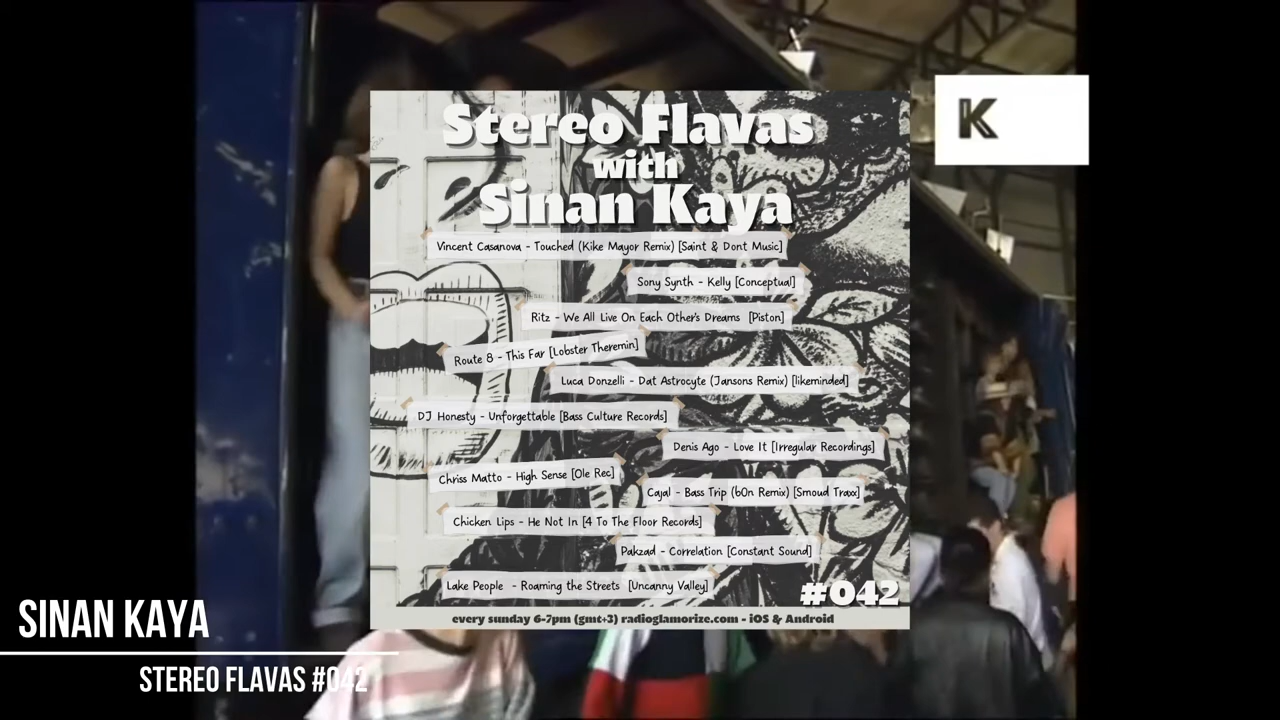 K
Stereo Flavas
with
Sinan Kaya
Vincent Casanova - Touched (Kike Mayor Remix) [Saint & Dont Music]
Sony Synth - Kelly [Conceptual]
Ritz - We All Live On Each Other's Dreams [Piston]
Route 8 - This Far [Lobster Theremin]
Luca Donzelli - Dat Astrocyte (Jansons Remix) [likeminded]
DJ Honesty - Unforgettable [Bass Culture Records]
Denis Ago - Love It [Irregular Recordings]
Chriss Matto - High Sense [Ole Rec]
Cajal - Bass Trip (b0n Remix) [Smoud Traxx]
Chicken Lips - He Not In [4 To The Floor Records]
Pakzad - Correlation [Constant Sound]
Lake People - Roaming the Streets [Uncanny Valley]
#042
every sunday 6-7pm (gmt+3) radioglamorize.com - iOS & Android
SINAN KAYA
STEREO FLAVAS #042